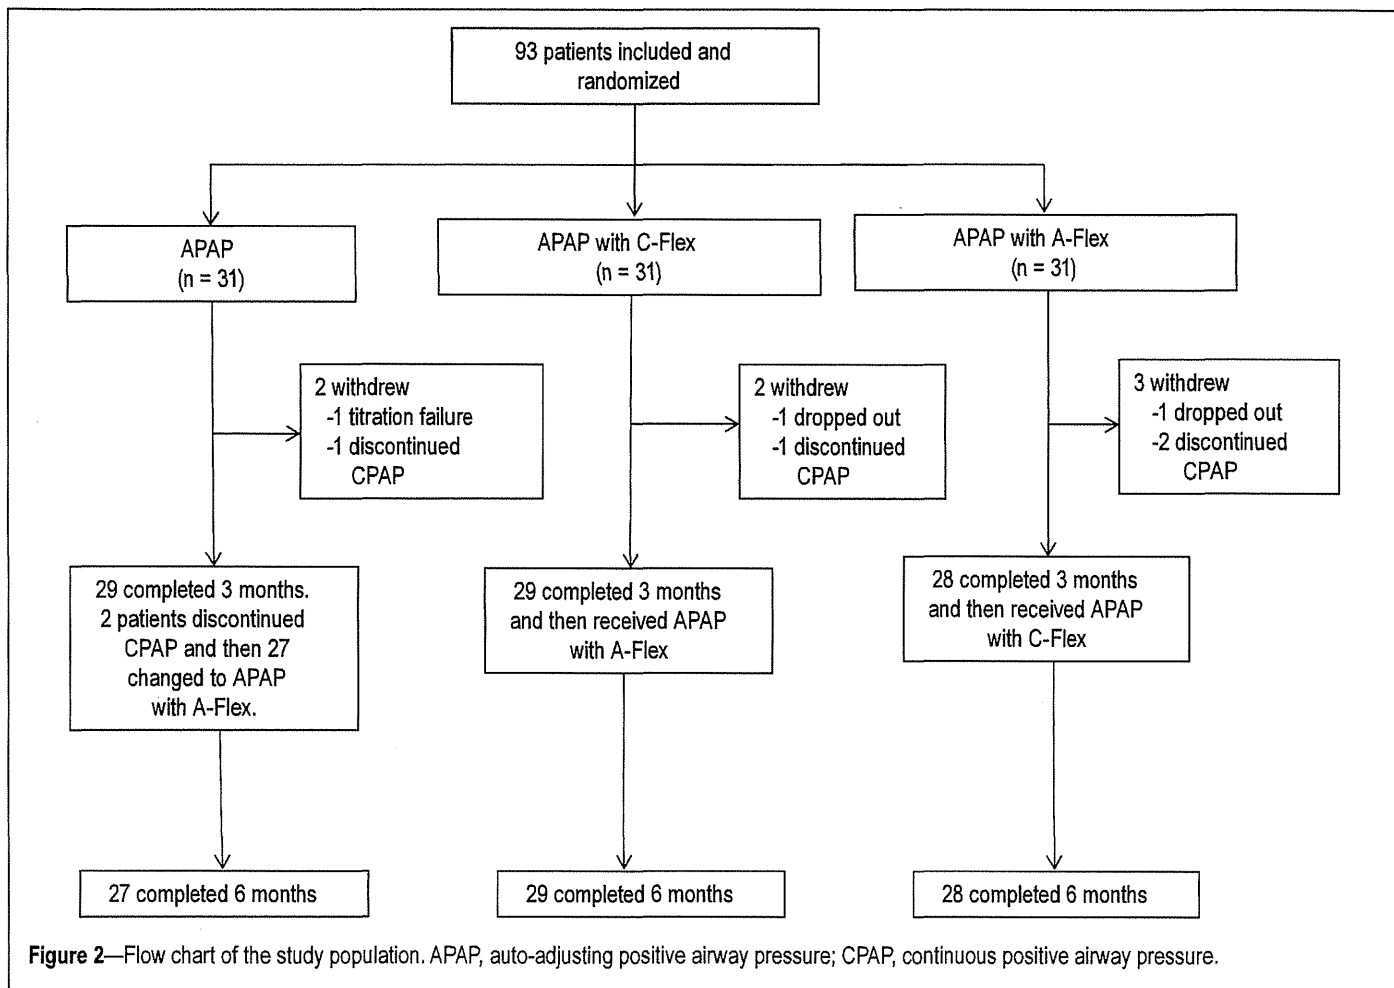 93 patients included and
randomized
APAP
(n = 31)
APAP with C-Flex
(n = 31)
APAP with A-Flex
(n = 31)
2 withdrew
-1 titration failure
-1 discontinued
CPAP
2 withdrew
-1 dropped out
-1 discontinued
CPAP
3 withdrew
-1 dropped out
-2 discontinued
CPAP
29 completed 3 months.
2 patients discontinued
CPAP and then 27
changed to APAP
with A-Flex.
29 completed 3 months
and then received APAP
with A-Flex
28 completed 3 months
and then received APAP
with C-Flex
27 completed 6 months
29 completed 6 months
28 completed 6 months
Figure 2—Flow chart of the study population. APAP, auto-adjusting positive airway pressure; CPAP, continuous positive airway pressure.